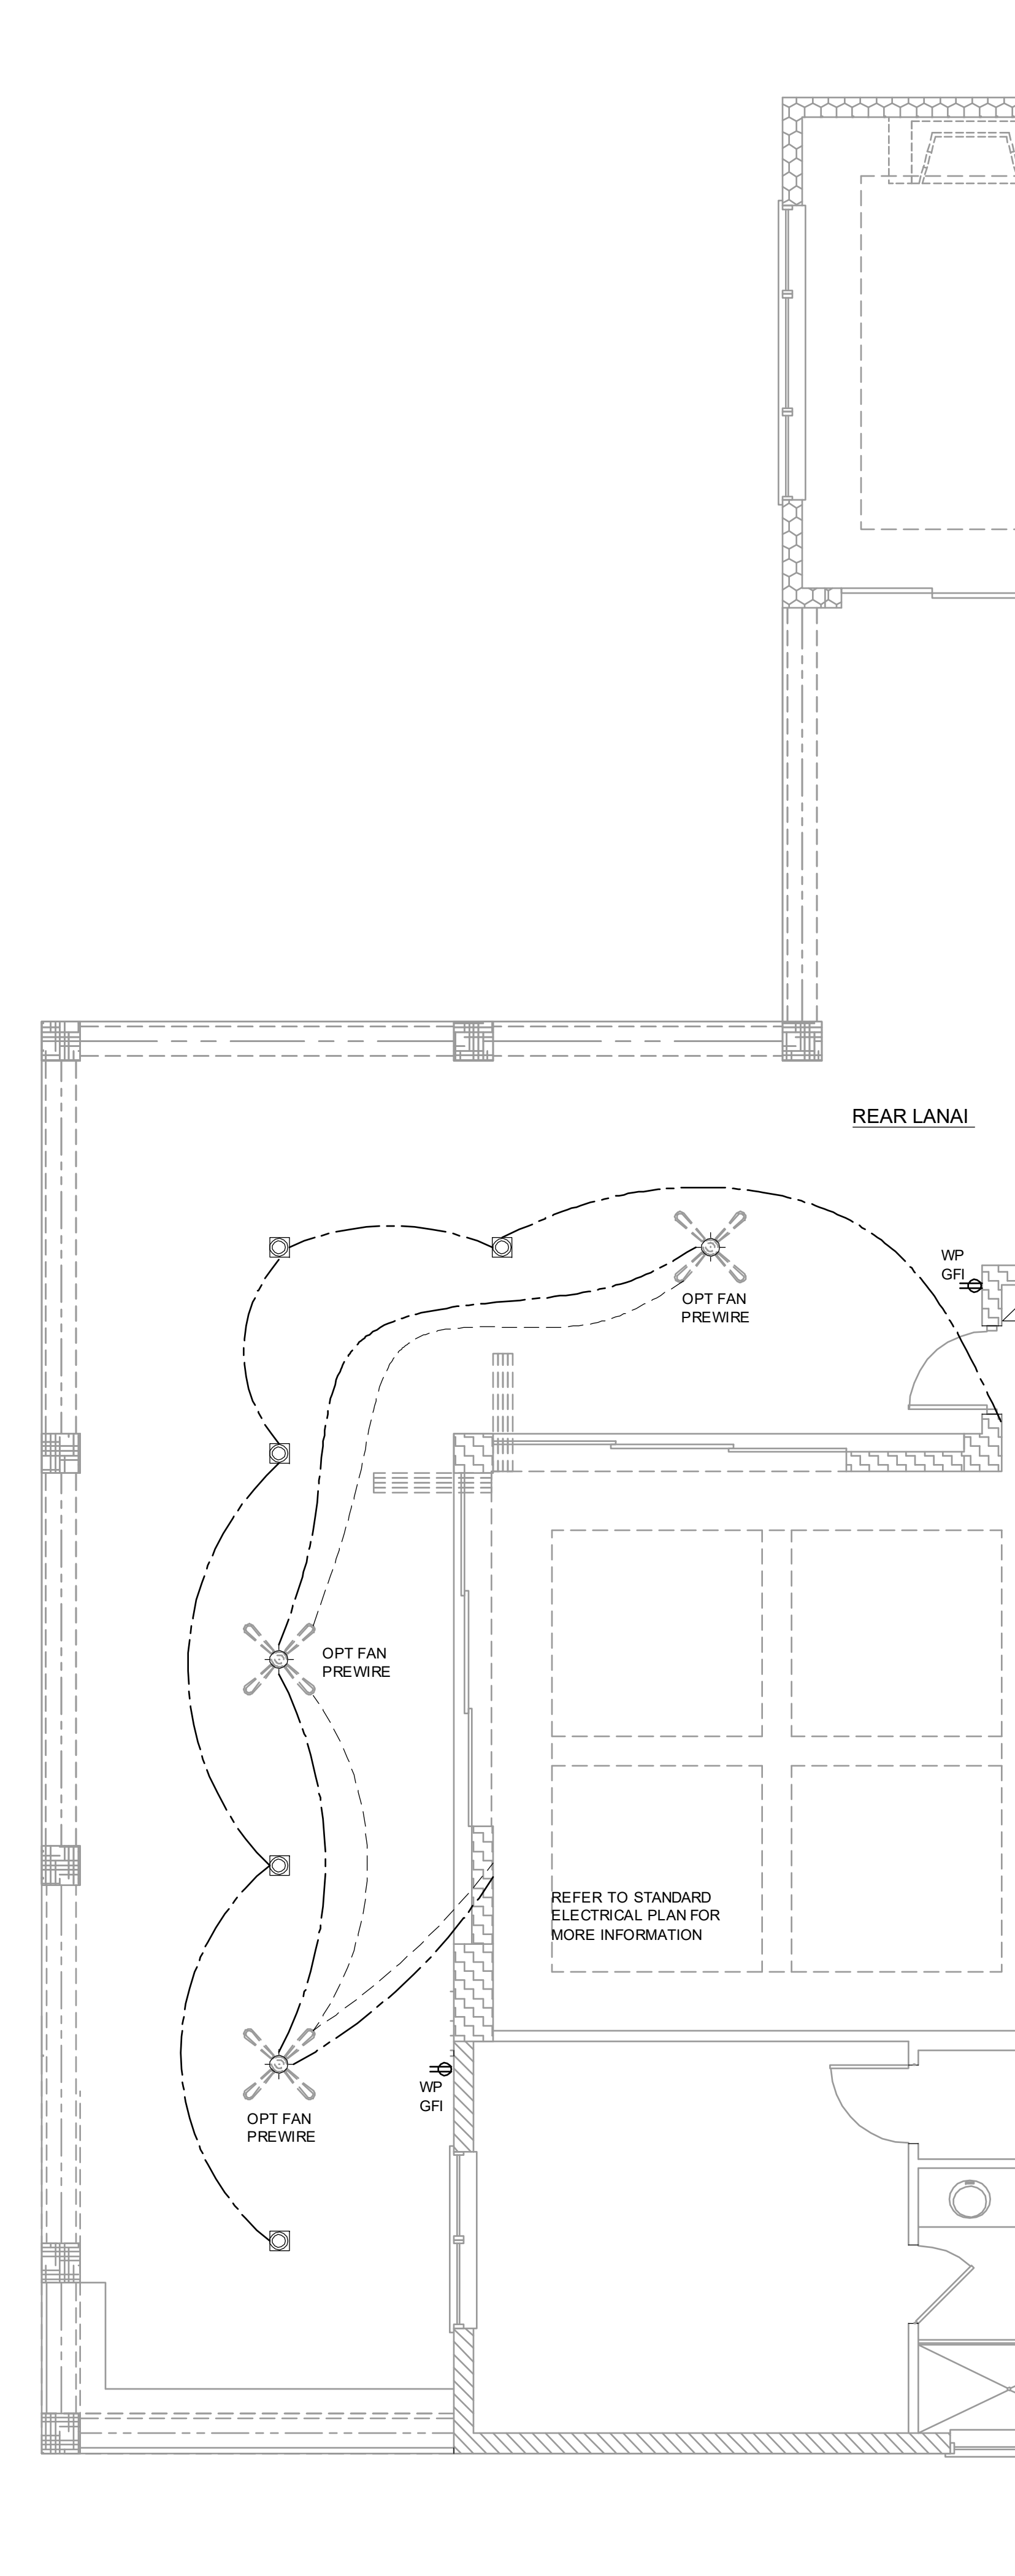 REAR LANAI
WP
GFI
OPT FAN
PREWIRE
OPT FAN
PREWIRE
REFER TO STANDARD
ELECTRICAL PLAN FOR
MORE INFORMATION
WP
GFI
OPT FAN
PREWIRE